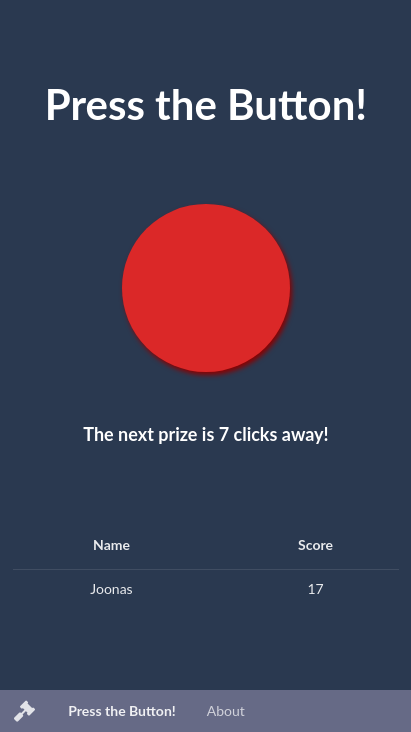 Press the Button!
The next prize is 7 clicks away!
Name Score
Joonas 17
Press the Button! About